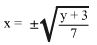 x = ±√((y + 3)/7)